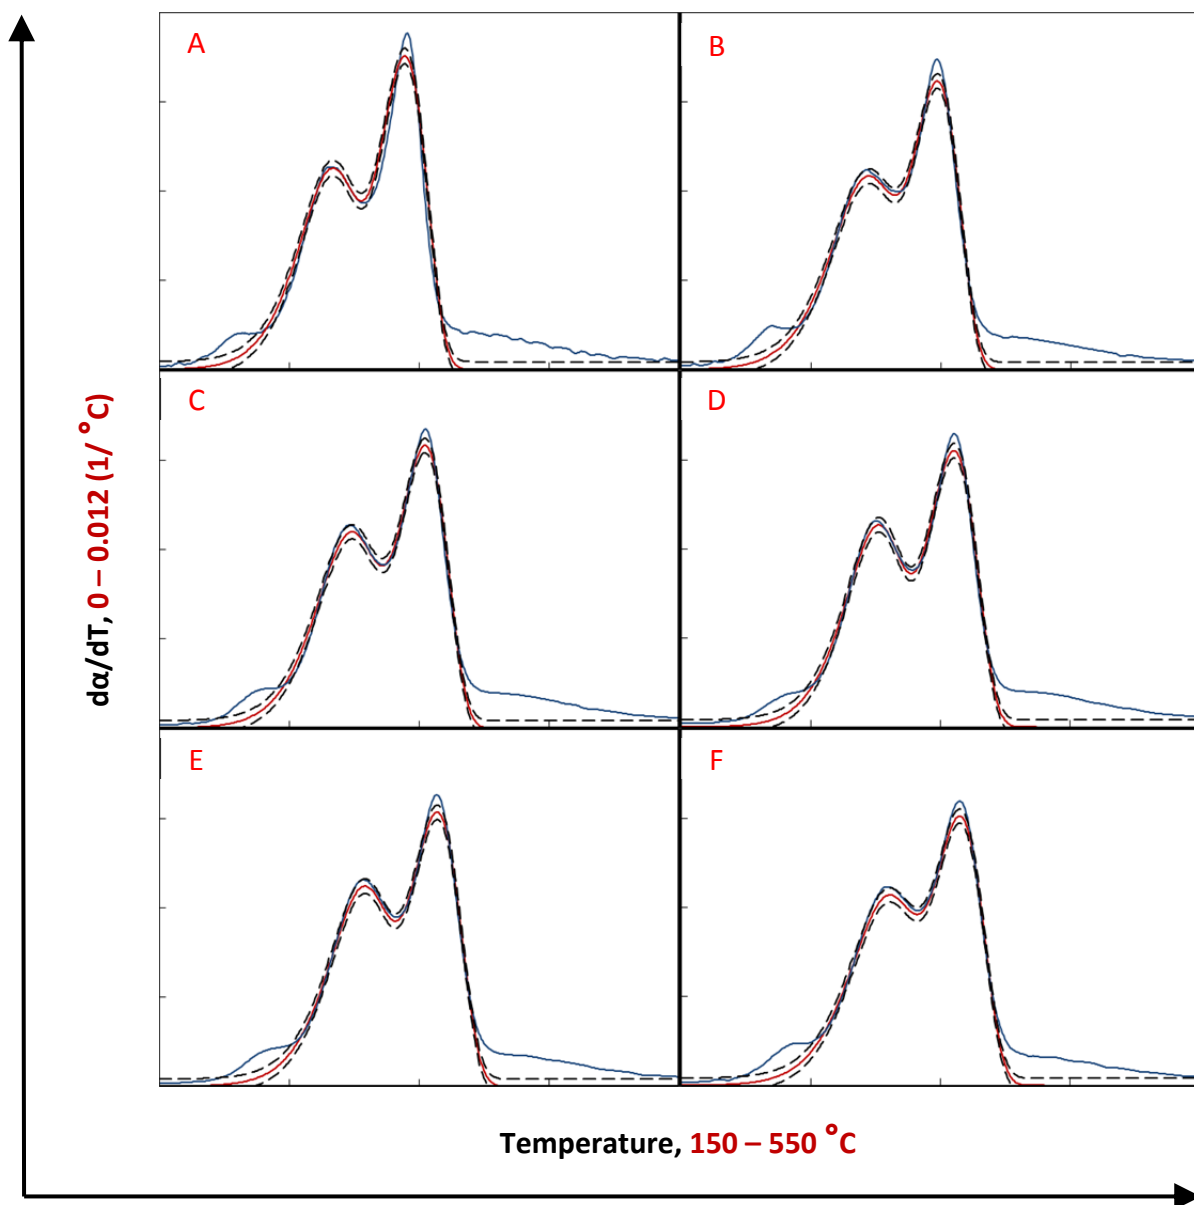 A
B
C
D
dα/dT, 0 – 0.012 (1/ °C)
E
F
Temperature, 150 – 550 °C